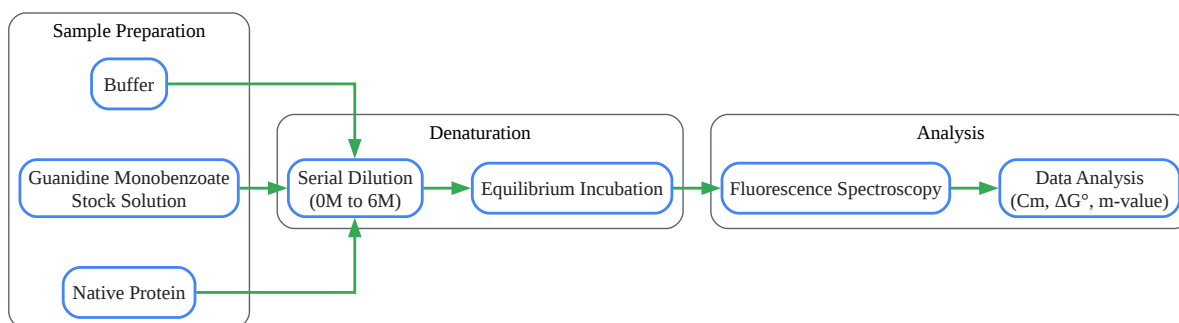 Sample Preparation
Buffer
Guanidine Monobenzoate
Stock Solution
Native Protein
Denaturation
Serial Dilution
(0M to 6M)
Equilibrium Incubation
Analysis
Fluorescence Spectroscopy
Data Analysis
(Cm, ΔG°, m-value)